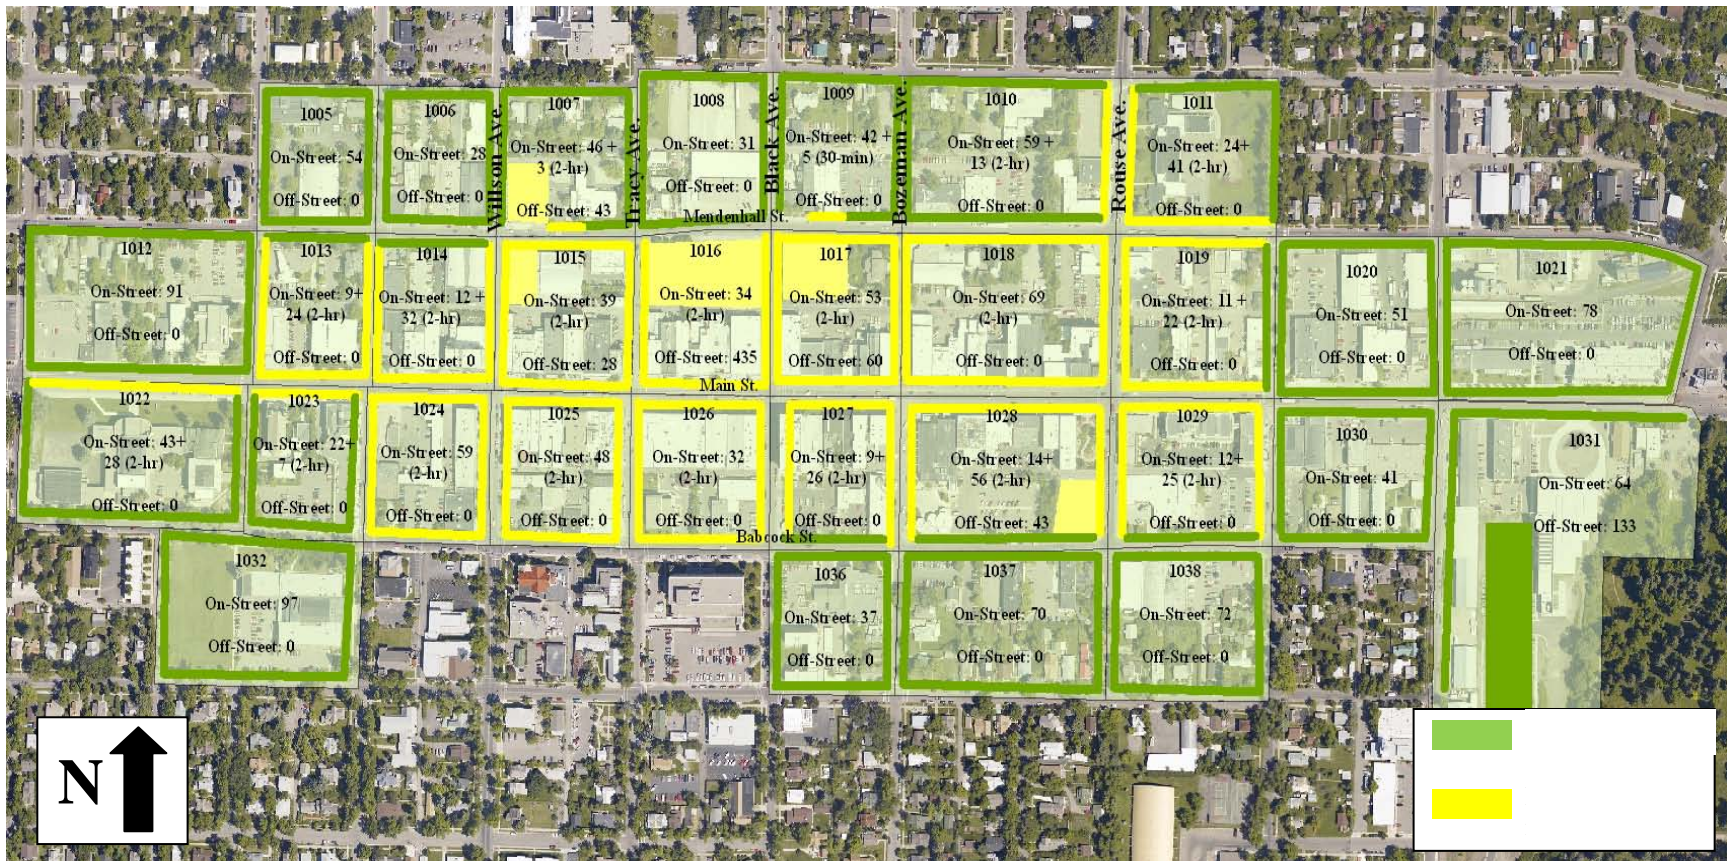 1005
On-Street: 54
Off-Street: 0
1006
On-Street: 28
Off-Street: 0
Willson Ave.
1007
On-Street: 46 +
3 (2-hr)
Off-Street: 43
Tracy Ave.
1008
On-Street: 31
Off-Street: 0
Black Ave.
1009
On-Street: 42 +
5 (30-min)
Off-Street: 0
Bozeman Ave.
1010
On-Street: 59 +
13 (2-hr)
Off-Street: 0
Rouse Ave.
1011
On-Street: 24+
41 (2-hr)
Off-Street: 0
Mendenhall St.
1012
On-Street: 91
Off-Street: 0
1013
On-Street: 9+
24 (2-hr)
Off-Street: 0
1014
On-Street: 12 +
32 (2-hr)
Off-Street: 0
1015
On-Street: 39
(2-hr)
Off-Street: 28
1016
On-Street: 34
(2-hr)
Off-Street: 435
1017
On-Street: 53
(2-hr)
Off-Street: 60
1018
On-Street: 69
(2-hr)
Off-Street: 0
1019
On-Street: 11 +
22 (2-hr)
Off-Street: 0
1020
On-Street: 51
Off-Street: 0
1021
On-Street: 78
Off-Street: 0
Main St.
1022
On-Street: 43+
28 (2-hr)
Off-Street: 0
1023
On-Street: 22+
7 (2-hr)
Off-Street: 0
1024
On-Street: 59
(2-hr)
Off-Street: 0
1025
On-Street: 48
(2-hr)
Off-Street: 0
1026
On-Street: 32
(2-hr)
Off-Street: 0
1027
On-Street: 9+
26 (2-hr)
Off-Street: 0
1028
On-Street: 14+
56 (2-hr)
Off-Street: 43
1029
On-Street: 12+
25 (2-hr)
Off-Street: 0
1030
On-Street: 41
Off-Street: 0
1031
On-Street: 64
Off-Street: 133
Babcock St.
1032
On-Street: 97
Off-Street: 0
1036
On-Street: 37
Off-Street: 0
1037
On-Street: 70
Off-Street: 0
1038
On-Street: 72
Off-Street: 0
N